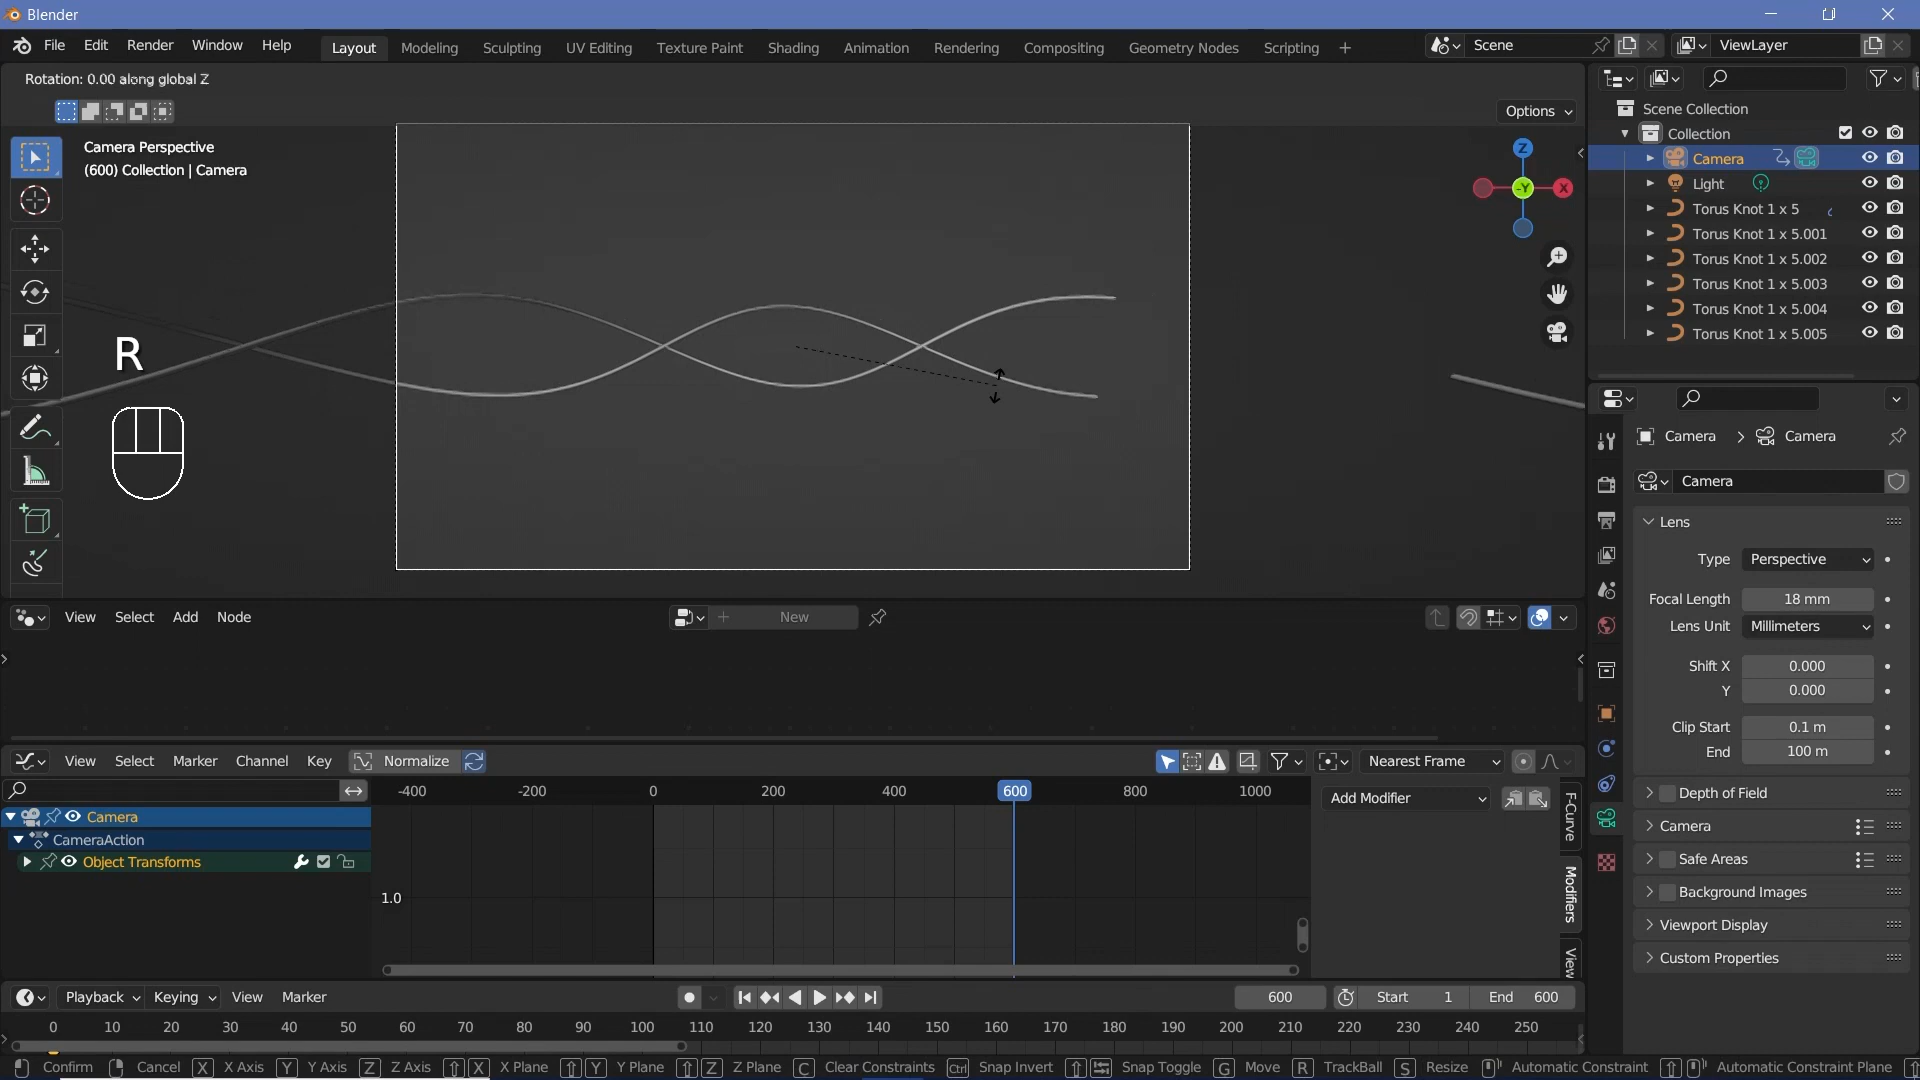 Blender
File Edit Render Window Help Layout Modeling Sculpting UV Editing Texture Paint Shading Animation Rendering Compositing Geometry Nodes Scripting + Scene ViewLayer
Rotation: 0.00 along global Z
Options
Camera Perspective
(600) Collection | Camera
Z
-Y
X
R
Scene Collection
Collection
Camera
Light
Torus Knot 1 x 5
Torus Knot 1 x 5.001
Torus Knot 1 x 5.002
Torus Knot 1 x 5.003
Torus Knot 1 x 5.004
Torus Knot 1 x 5.005
Camera > Camera
Camera
Lens
Type Perspective
Focal Length 18 mm
Lens Unit Millimeters
Shift X 0.000
Y 0.000
Clip Start 0.1 m
End 100 m
Depth of Field
Camera
Safe Areas
Background Images
Viewport Display
Custom Properties
View Select Add Node New
View Select Marker Channel Key Normalize Nearest Frame
-400 -200 0 200 400 600 800 1000
Camera
CameraAction
Object Transforms
1.0
Add Modifier
F-Curve
Modifiers
View
Playback Keying View Marker 600 Start 1 End 600
0 10 20 30 40 50 60 70 80 90 100 110 120 130 140 150 160 170 180 190 200 210 220 230 240 250
Confirm Cancel X X Axis Y Y Axis Z Z Axis X X Plane Y Y Plane Z Z Plane C Clear Constraints Ctrl Snap Invert Snap Toggle G Move R TrackBall S Resize Automatic Constraint Automatic Constraint Plane